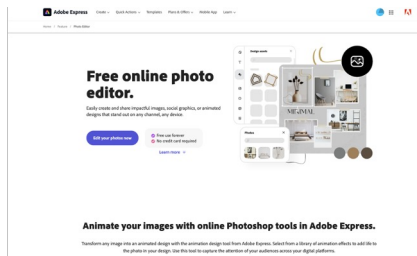 Adobe Express
Create
Quick Actions
Templates
Plans & Offers
Mobile App
Learn
Home / Feature / Photo Editor
Free online photo
editor.
Easily create and share impactful images, social graphics, or animated
designs that stand out on any channel, any device.
Edit your photos now
Free use forever
No credit card required
Learn more
MINIMAL
Photos
Animate your images with online Photoshop tools in Adobe Express.
Transform any image into an animated design with the animation design tool from Adobe Express. Select from a library of animation effects to add life to
the photo in your design. Use this tool to capture the attention of your audiences across your digital platforms.